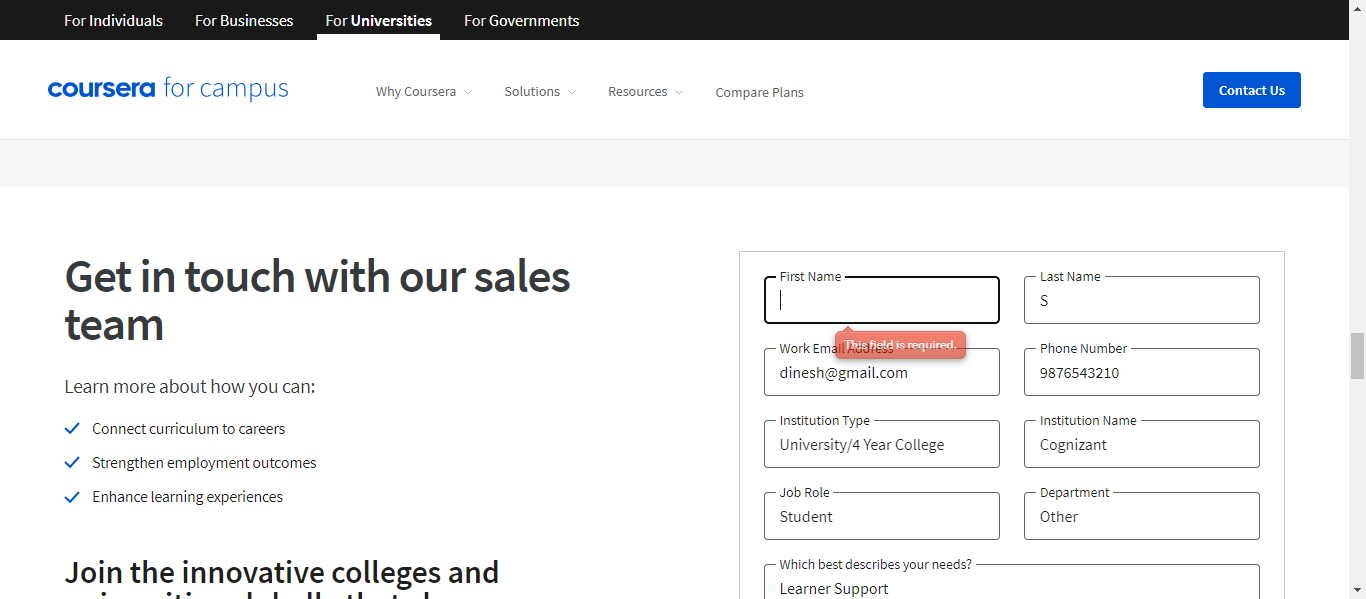 For Individuals For Businesses For Universities For Governments
coursera for campus Why Coursera Solutions Resources Compare Plans Contact Us
Get in touch with our sales
team
Learn more about how you can:
Connect curriculum to careers
Strengthen employment outcomes
Enhance learning experiences
Join the innovative colleges and
First Name Last Name
S
This field is required.
Work Email Address Phone Number
dinesh@gmail.com 9876543210
Institution Type Institution Name
University/4 Year College Cognizant
Job Role Department
Student Other
Which best describes your needs?
Learner Support